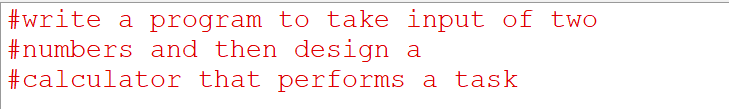 #write a program to take input of two
#numbers and then design a
#calculator that performs a task